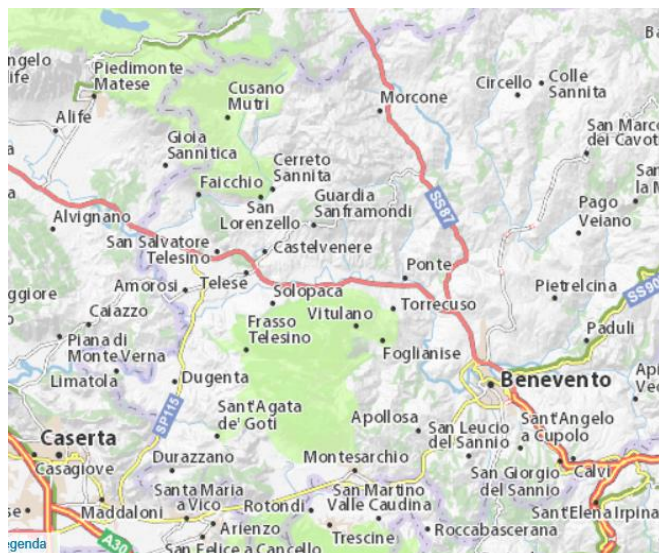 Piedimonte
Matese
Alife
Cusano
Mutri
Morcone
Circello
Colle
Sannita
San Marco
dei Cavot
Gioia
Sannitica
Cerreto
Sannita
Faicchio
San
Lorenzello
Guardia
Sanframondi
SS87
Pago
Veiano
Alvignano
San Salvatore
Telesino
Castelvenere
Telese
Amorosi
Solopaca
Ponte
Torrecuso
Pietrelcina
SS90
Caiazzo
Piana di
Monte Verna
Frasso
Telesino
Vitulano
Foglianise
Paduli
Limatola
Dugenta
Benevento
SP115
Sant'Agata
de' Goti
Apollosa
San Leucio
del Sannio
Sant'Angelo
a Cupolo
Caserta
Casagiove
Durazzano
Montesarchio
San Giorgio
del Sannio
Calvi
Maddaloni
Santa Maria
a Vico
Rotondi
San Martino
Valle Caudina
Sant'Elena Irpina
Arienzo
Trescine
Roccabascerana
San Felice a Cancello
A30
egenda